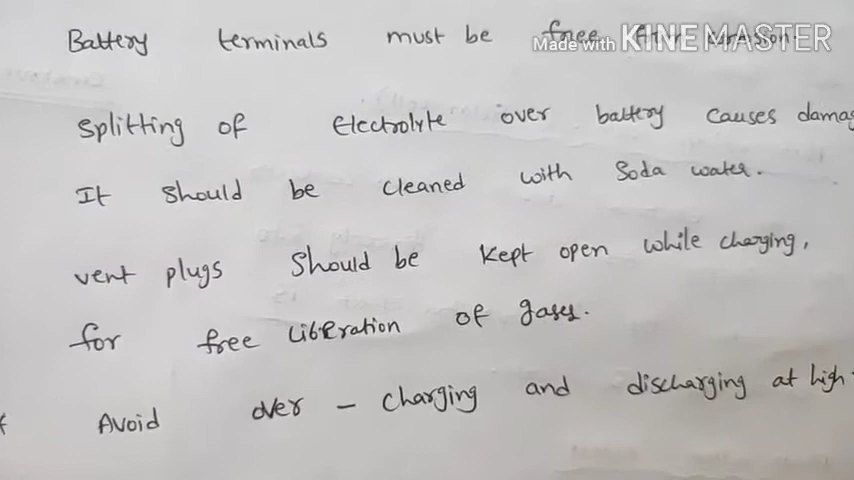 Battery terminals must be free from corrosion.
Made with KINEMASTER
Splitting of Electrolyte over battery causes damag
It should be cleaned with Soda water.
vent plugs should be kept open while charging,
for free Liberation of gases.
Avoid over - charging and discharging at high